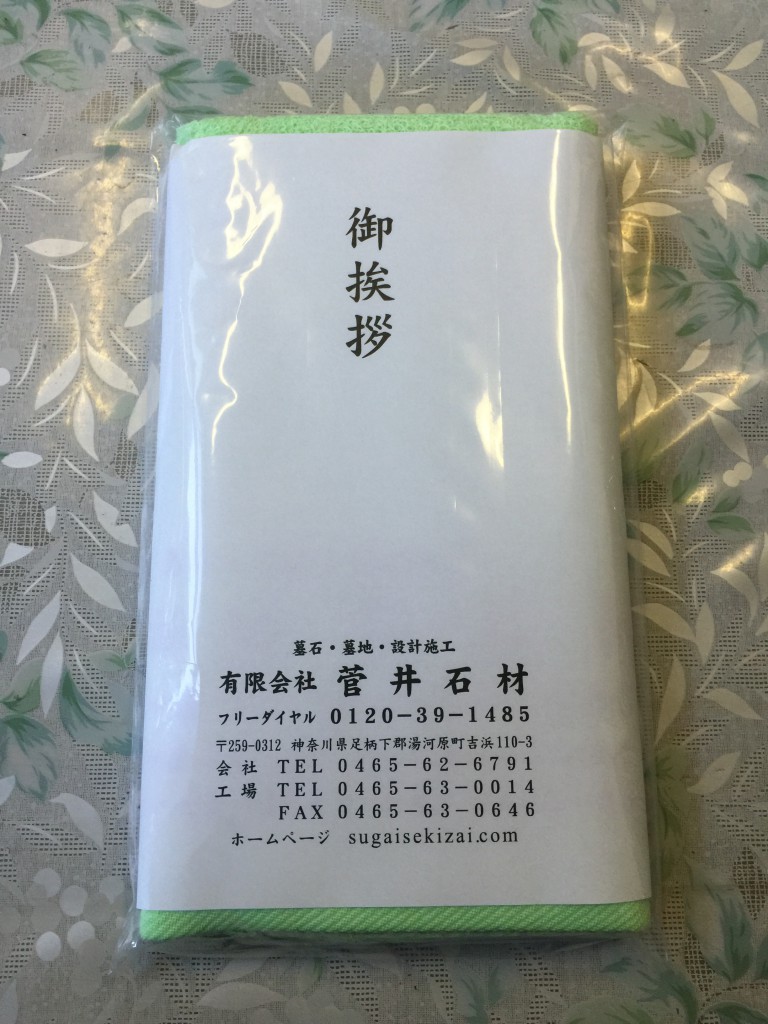 御挨拶
墓石・墓地・設計施工
有限会社 菅井石材
フリーダイヤル 0120-39-1485
〒259-0312 神奈川県足柄下郡湯河原町吉浜110-3
会社 TEL 0465-62-6791
工場 TEL 0465-63-0014
FAX 0465-63-0646
ホームページ sugaisekizai.com